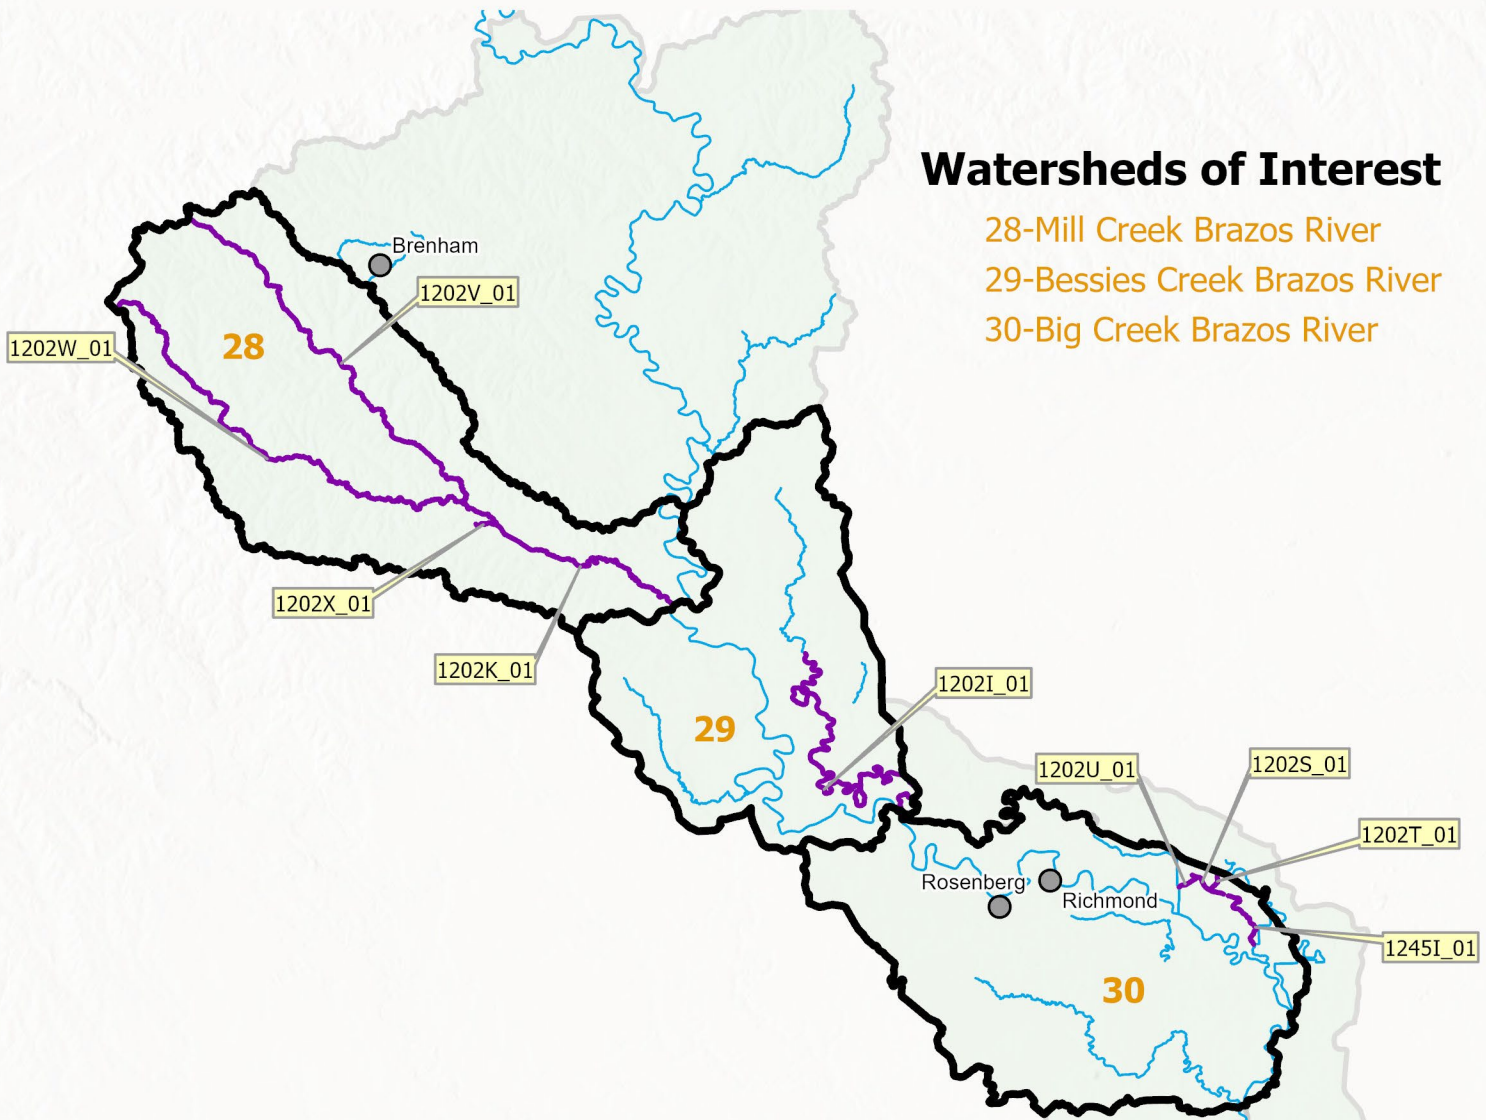 Watersheds of Interest
28-Mill Creek Brazos River
29-Bessies Creek Brazos River
30-Big Creek Brazos River
Brenham
1202V_01
1202W_01
28
1202X_01
1202K_01
1202I_01
29
1202U_01
1202S_01
1202T_01
Rosenberg
Richmond
1245I_01
30